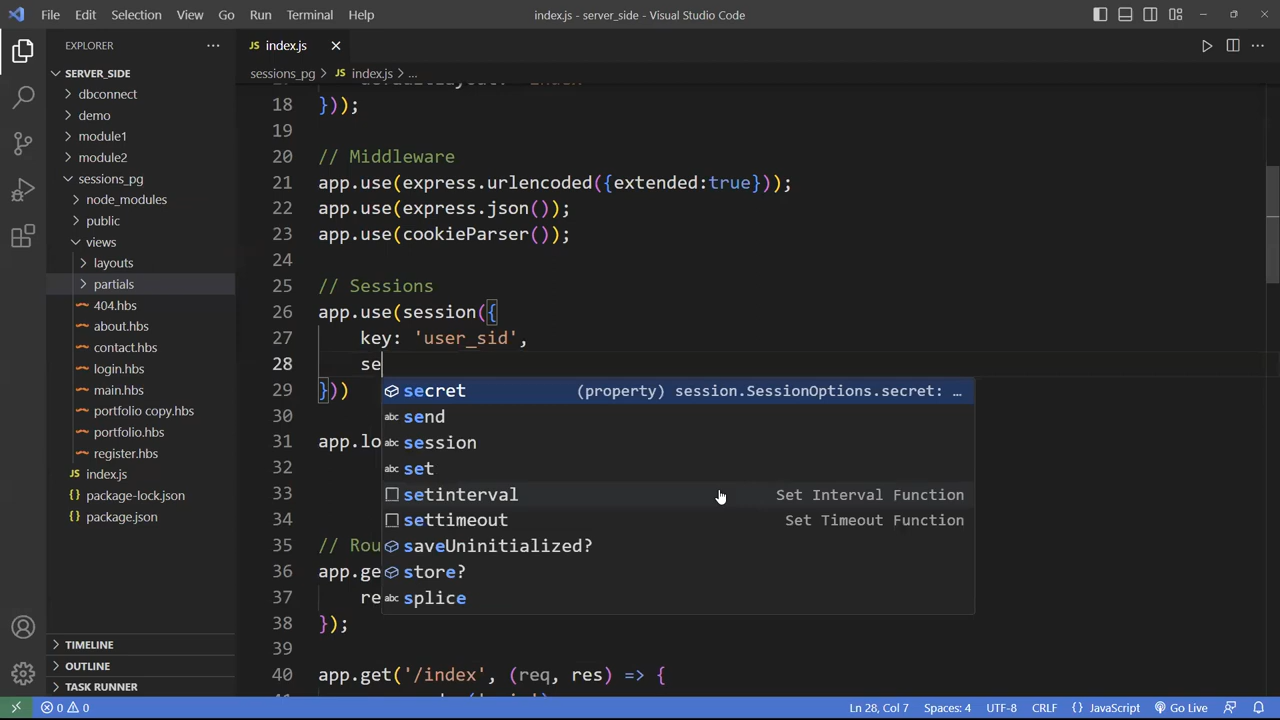 File Edit Selection View Go Run Terminal Help
index.js - server_side - Visual Studio Code
EXPLORER
SERVER_SIDE
dbconnect
demo
module1
module2
sessions_pg
node_modules
public
views
layouts
partials
404.hbs
about.hbs
contact.hbs
login.hbs
main.hbs
portfolio copy.hbs
portfolio.hbs
register.hbs
JS index.js
{} package-lock.json
{} package.json
TIMELINE
OUTLINE
TASK RUNNER
JS index.js
sessions_pg > JS index.js > ...
18 }));
19
20 // Middleware
21 app.use(express.urlencoded({extended:true}));
22 app.use(express.json());
23 app.use(cookieParser());
24
25 // Sessions
26 app.use(session({
27 key: 'user_sid',
28 se
29 }))
30
31 app.lo
32
33
34
35 // Rou
36 app.ge
37 re
38 });
39
40 app.get('/index', (req, res) => {
secret (property) session.SessionOptions.secret: …
abc send
abc session
abc set
setinterval Set Interval Function
settimeout Set Timeout Function
saveUninitialized?
store?
abc splice
0 0
Ln 28, Col 7 Spaces: 4 UTF-8 CRLF {} JavaScript Go Live